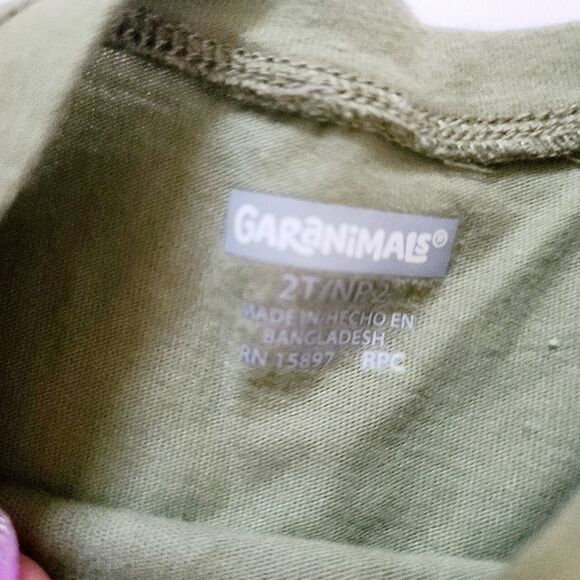 GARANiMALS®
2T/NP2
MADE IN/HECHO EN
BANGLADESH
RN 15897 RPC